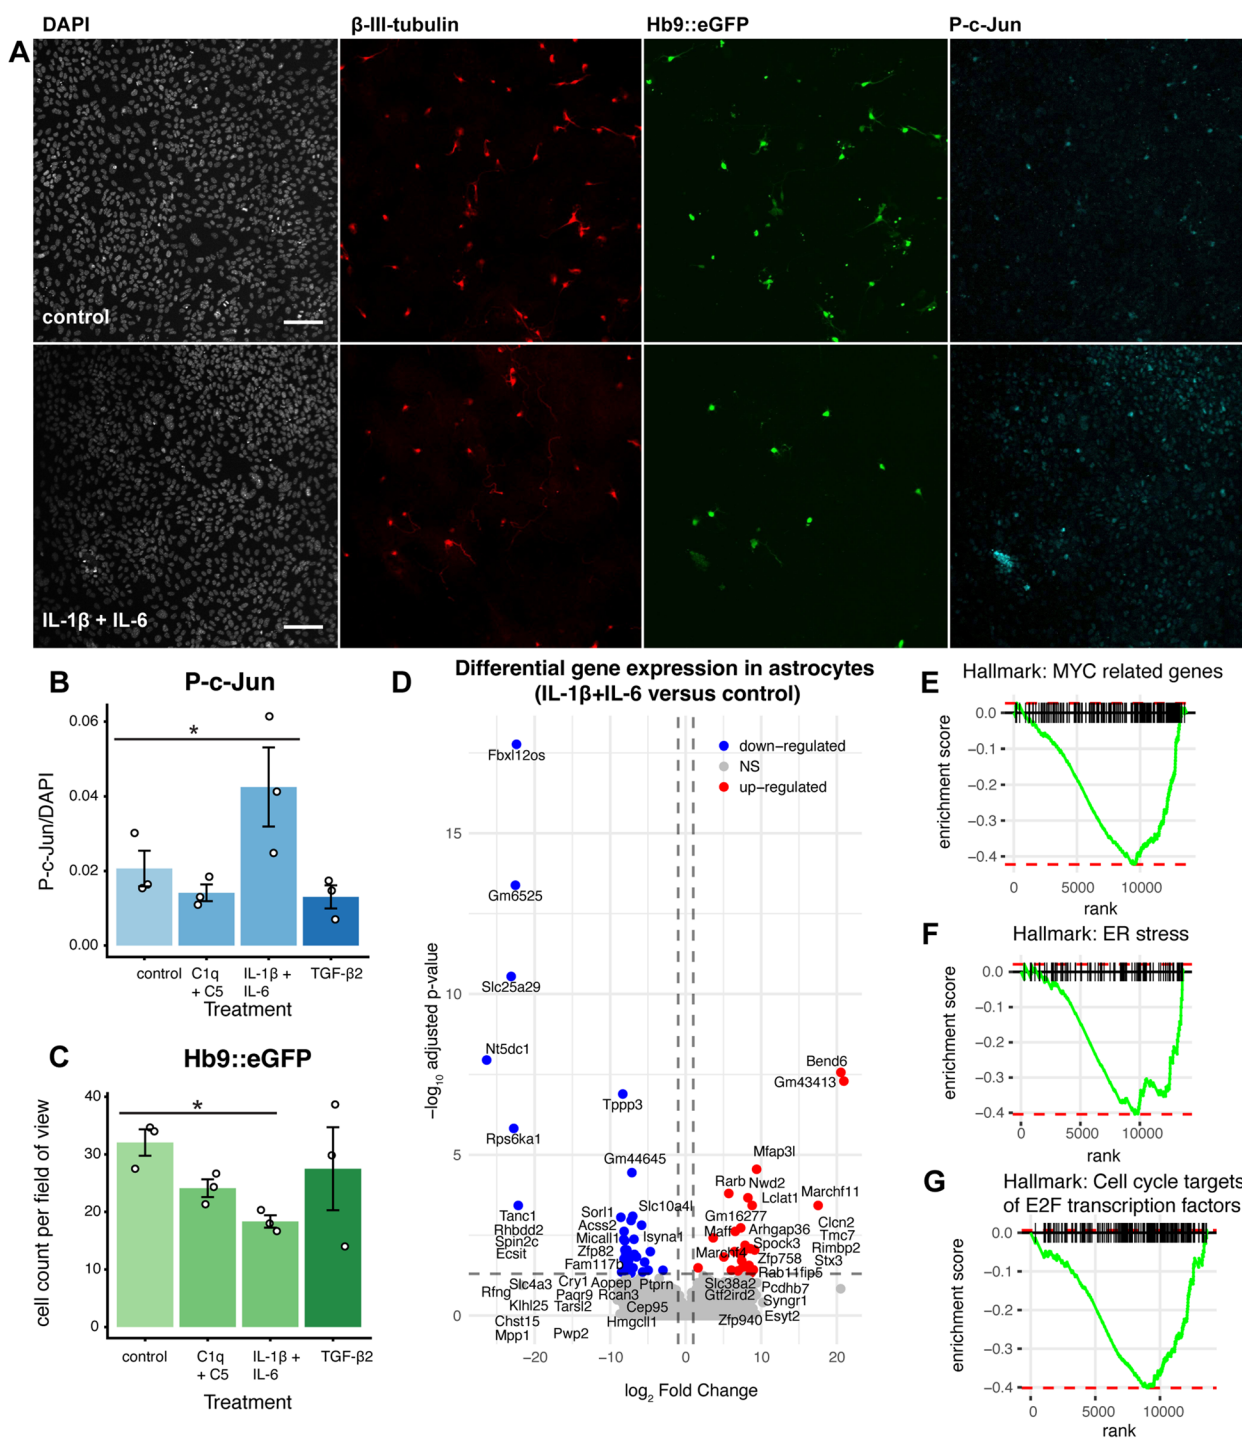 DAPI
β-III-tubulin
Hb9::eGFP
P-c-Jun
A
control
IL-1β + IL-6
B
P-c-Jun
P-c-Jun/DAPI
0.06
0.04
0.02
0.00
*
control
C1q + C5
IL-1β + IL-6
TGF-β2
Treatment
C
Hb9::eGFP
cell count per field of view
40
30
20
10
0
*
control
C1q + C5
IL-1β + IL-6
TGF-β2
Treatment
D
Differential gene expression in astrocytes
(IL-1β+IL-6 versus control)
down−regulated
NS
up−regulated
−log10 adjusted p-value
15
10
5
0
Fbxl12os
Gm6525
Slc25a29
Nt5dc1
Tppp3
Rps6ka1
Gm44645
Tanc1
Rhbdd2
Spin2c
Ecsit
Sorl1
Slc10a4l
Acss2
Micall1
Isyna1
Zfp82
Fam117b
Slc4a3
Cry1
Aopep
Ptprn
Rfng
Paqr9
Rcan3
Klhl25
Tarsl2
Cep95
Chst15
Hmgcll1
Mpp1
Pwp2
Bend6
Gm43413
Mfap3l
Rarb
Nwd2
Lclat1
Marchf11
Gm16277
Maff
Arhgap36
Clcn2
Tmc7
Spock3
Rimbp2
Marchf4
Zfp758
Stx3
Rab11fip5
Slc38a2
Pcdhb7
Gtf2ird2
Syngr1
Zfp940
Esyt2
−20
−10
0
10
20
log2 Fold Change
E
Hallmark: MYC related genes
enrichment score
0.0
−0.1
−0.2
−0.3
−0.4
0
5000
10000
rank
F
Hallmark: ER stress
enrichment score
0.0
−0.1
−0.2
−0.3
−0.4
0
5000
10000
rank
G
Hallmark: Cell cycle targets
of E2F transcription factors
enrichment score
0.0
−0.1
−0.2
−0.3
−0.4
0
5000
10000
rank